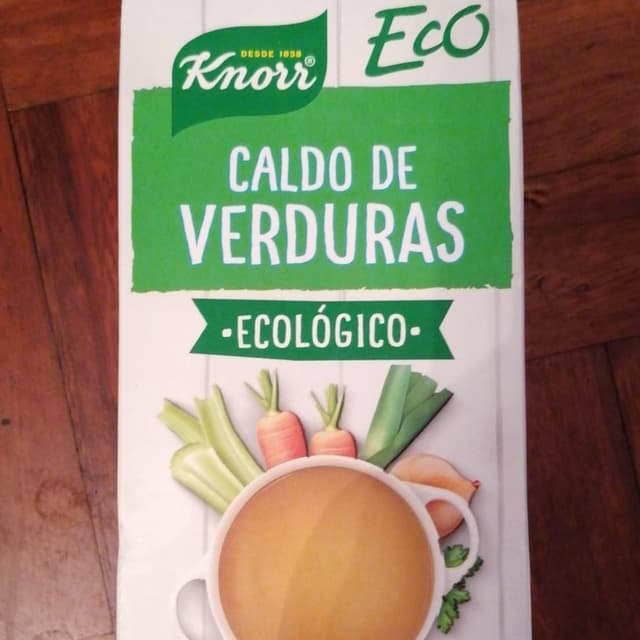 DESDE 1838
Knorr®
ECO
CALDO DE
VERDURAS
•ECOLÓGICO•